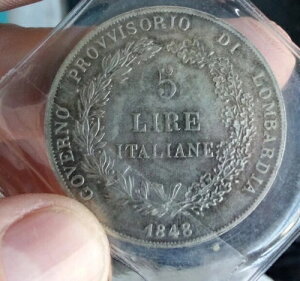 GOVERNO PROVVISORIO DI LOMBARDIA
5
LIRE
ITALIANE
1848